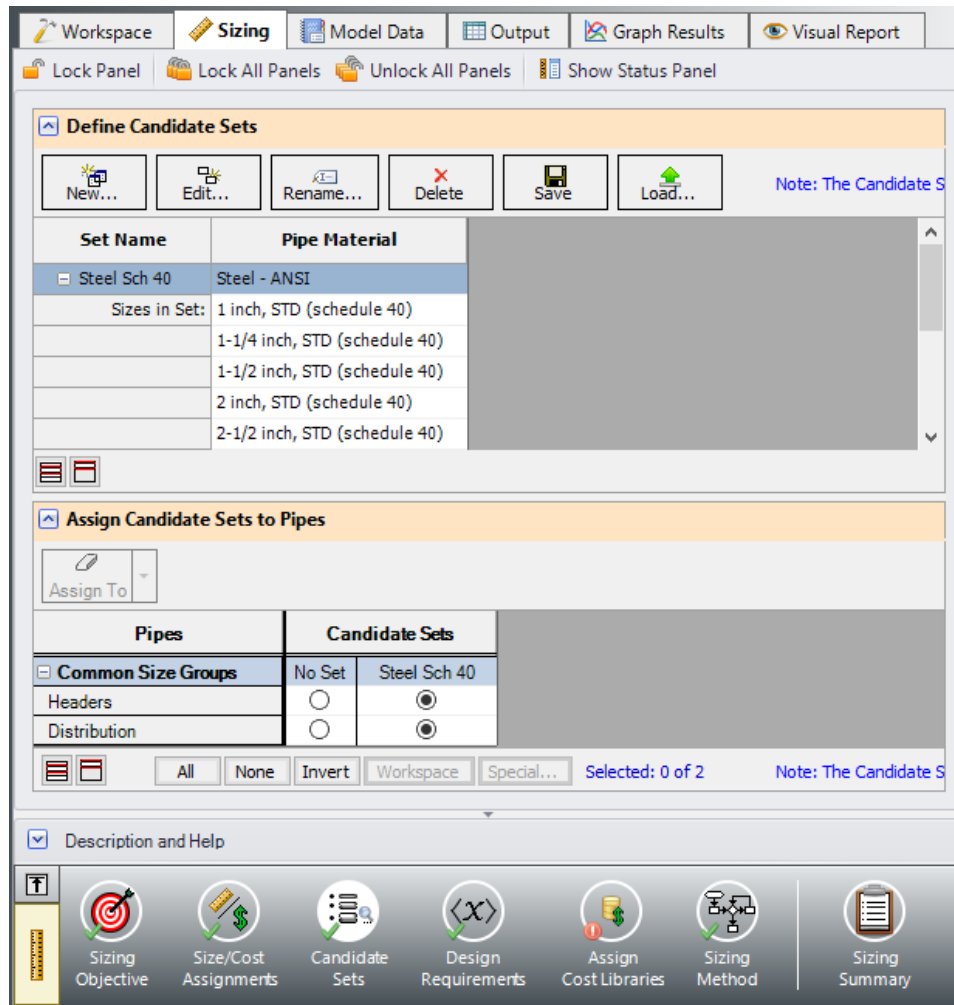 Workspace Sizing Model Data Output Graph Results Visual Report
Lock Panel Lock All Panels Unlock All Panels Show Status Panel
Define Candidate Sets
New... Edit... Rename... Delete Save Load... Note: The Candidate S
Set Name Pipe Material
Steel Sch 40 Steel - ANSI
Sizes in Set: 1 inch, STD (schedule 40)
1-1/4 inch, STD (schedule 40)
1-1/2 inch, STD (schedule 40)
2 inch, STD (schedule 40)
2-1/2 inch, STD (schedule 40)
Assign Candidate Sets to Pipes
Assign To
Pipes Candidate Sets
Common Size Groups No Set Steel Sch 40
Headers
Distribution
All None Invert Workspace Special... Selected: 0 of 2 Note: The Candidate S
Description and Help
Sizing Size/Cost Candidate Design Assign Sizing Sizing
Objective Assignments Sets Requirements Cost Libraries Method Summary